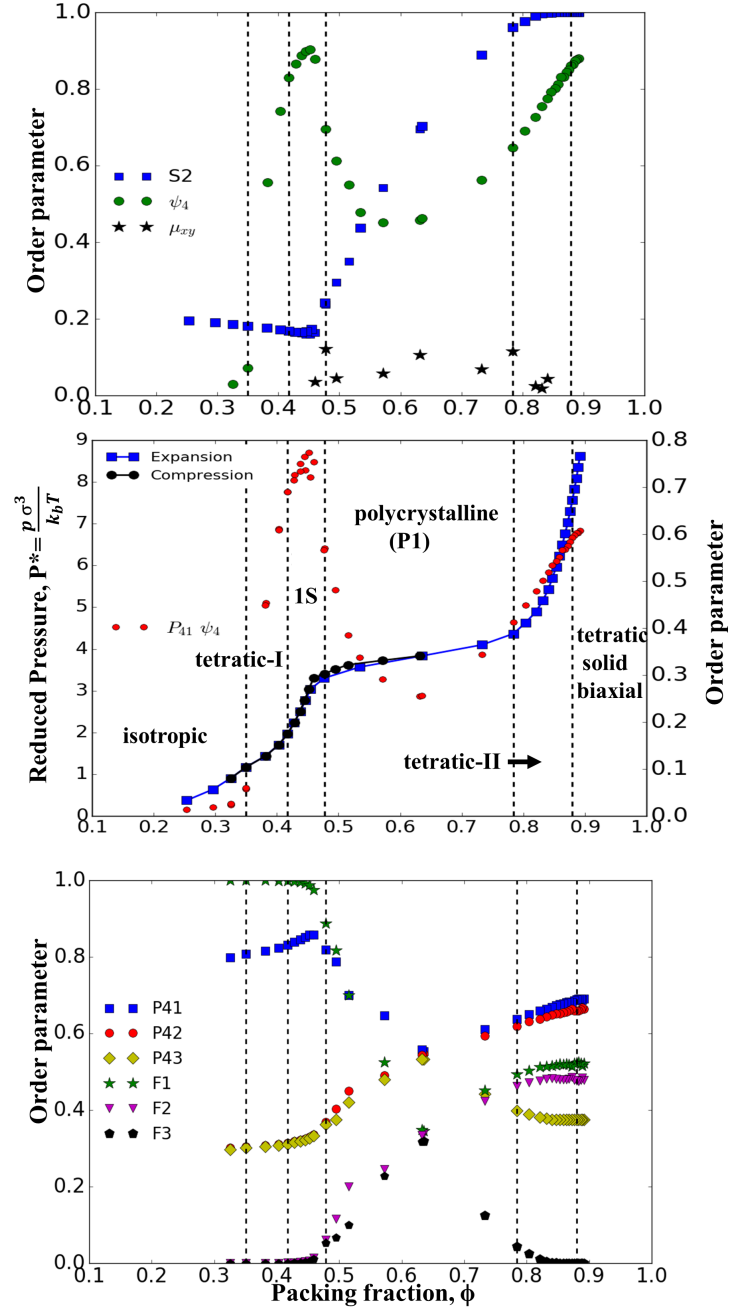 1.0
0.8
0.6
0.4
0.2
0.0
Order parameter
S2
ψ₄
μₓᵧ
0.1 0.2 0.3 0.4 0.5 0.6 0.7 0.8 0.9 1.0
9
8
7
6
5
4
3
2
1
0
Reduced Pressure, P*= p σ³ / k_b T
Expansion
Compression
polycrystalline
(P1)
1S
P₄₁ ψ₄
tetratic-I
isotropic
tetratic
solid
biaxial
tetratic-II
0.8
0.7
0.6
0.5
0.4
0.3
0.2
0.1
0.0
Order parameter
0.1 0.2 0.3 0.4 0.5 0.6 0.7 0.8 0.9 1.0
1.0
0.8
0.6
0.4
0.2
0.0
Order parameter
P41
P42
P43
F1
F2
F3
0.1 0.2 0.3 0.4 0.5 0.6 0.7 0.8 0.9 1.0
Packing fraction, ϕ